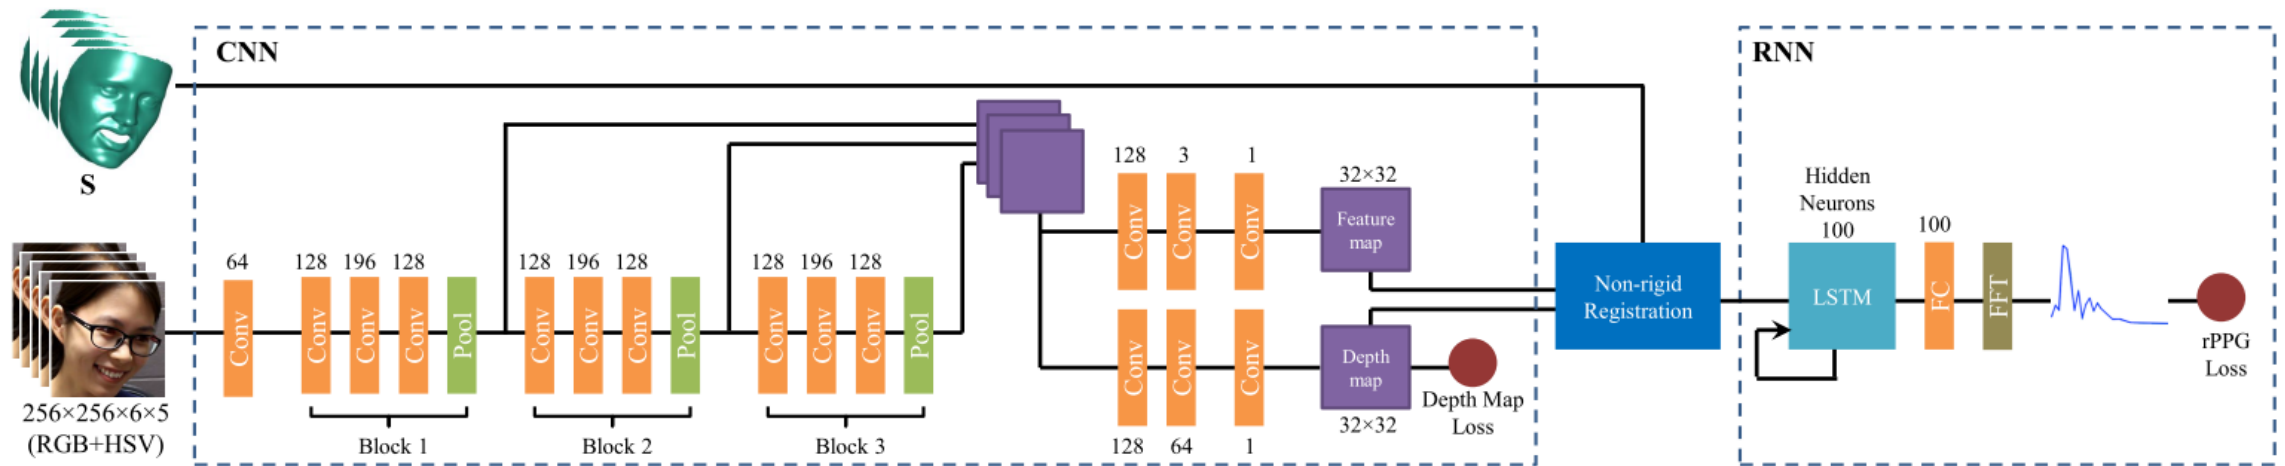 CNN
RNN
S
256×256×6×5
(RGB+HSV)
64
Conv
128 196 128
Conv Conv Conv Pool
Block 1
128 196 128
Conv Conv Conv Pool
Block 2
128 196 128
Conv Conv Conv Pool
Block 3
128 3 1
Conv Conv Conv
32×32
Feature
map
Conv Conv Conv
128 64 1
Depth
map
32×32
Depth Map
Loss
Non-rigid
Registration
Hidden
Neurons
100
LSTM
100
FC
FFT
rPPG
Loss